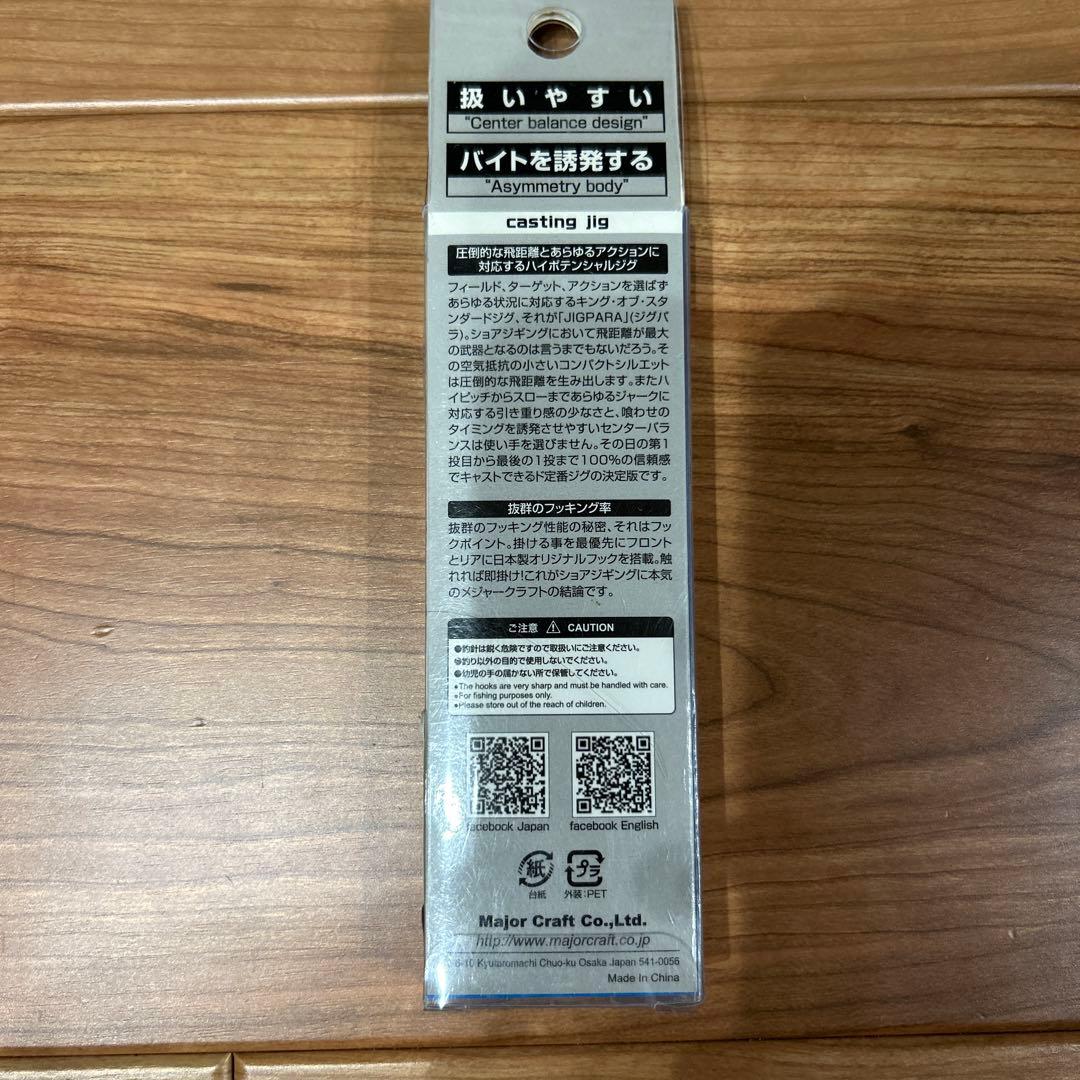 扱いやすい
"Center balance design"
バイトを誘発する
"Asymmetry body"
casting jig
圧倒的な飛距離とあらゆるアクションに
対応するハイポテンシャルジグ
フィールド、ターゲット、アクションを選ばず
あらゆる状況に対応するキング・オブ・スタ
ンダードジグ、それが「JIGPARA」(ジグパ
ラ)。ショアジギングにおいて飛距離が最大
の武器となるのは言うまでもないだろう。そ
の空気抵抗の小さいコンパクトシルエット
は圧倒的な飛距離を生み出します。またハ
イピッチからスローまであらゆるジャークに
対応する引き重り感の少なさと、喰わせの
タイミングを誘発させやすいセンターバラ
ンスは使い手を選びません。その日の第1
投目から最後の1投まで100%の信頼感
でキャストできるド定番ジグの決定版です。
抜群のフッキング率
抜群のフッキング性能の秘密、それはフッ
クポイント。掛ける事を最優先にフロント
とリアに日本製オリジナルフックを搭載。触
れれば即掛け!これがショアジギングに本気
のメジャークラフトの結論です。
ご注意 ⚠ CAUTION
●釣針は鋭く危険ですので取扱いにご注意ください。
●釣り以外の目的で使用しないでください。
●幼児の手の届かない所で保管してください。
●The hooks are very sharp and must be handled with care.
●For fishing purposes only.
●Please store out of the reach of children.
facebook Japan facebook English
紙 プラ
台紙 外装:PET
Major Craft Co.,Ltd.
http://www.majorcraft.co.jp
Kyutaromachi Chuo-ku Osaka Japan 541-0056
Made In China